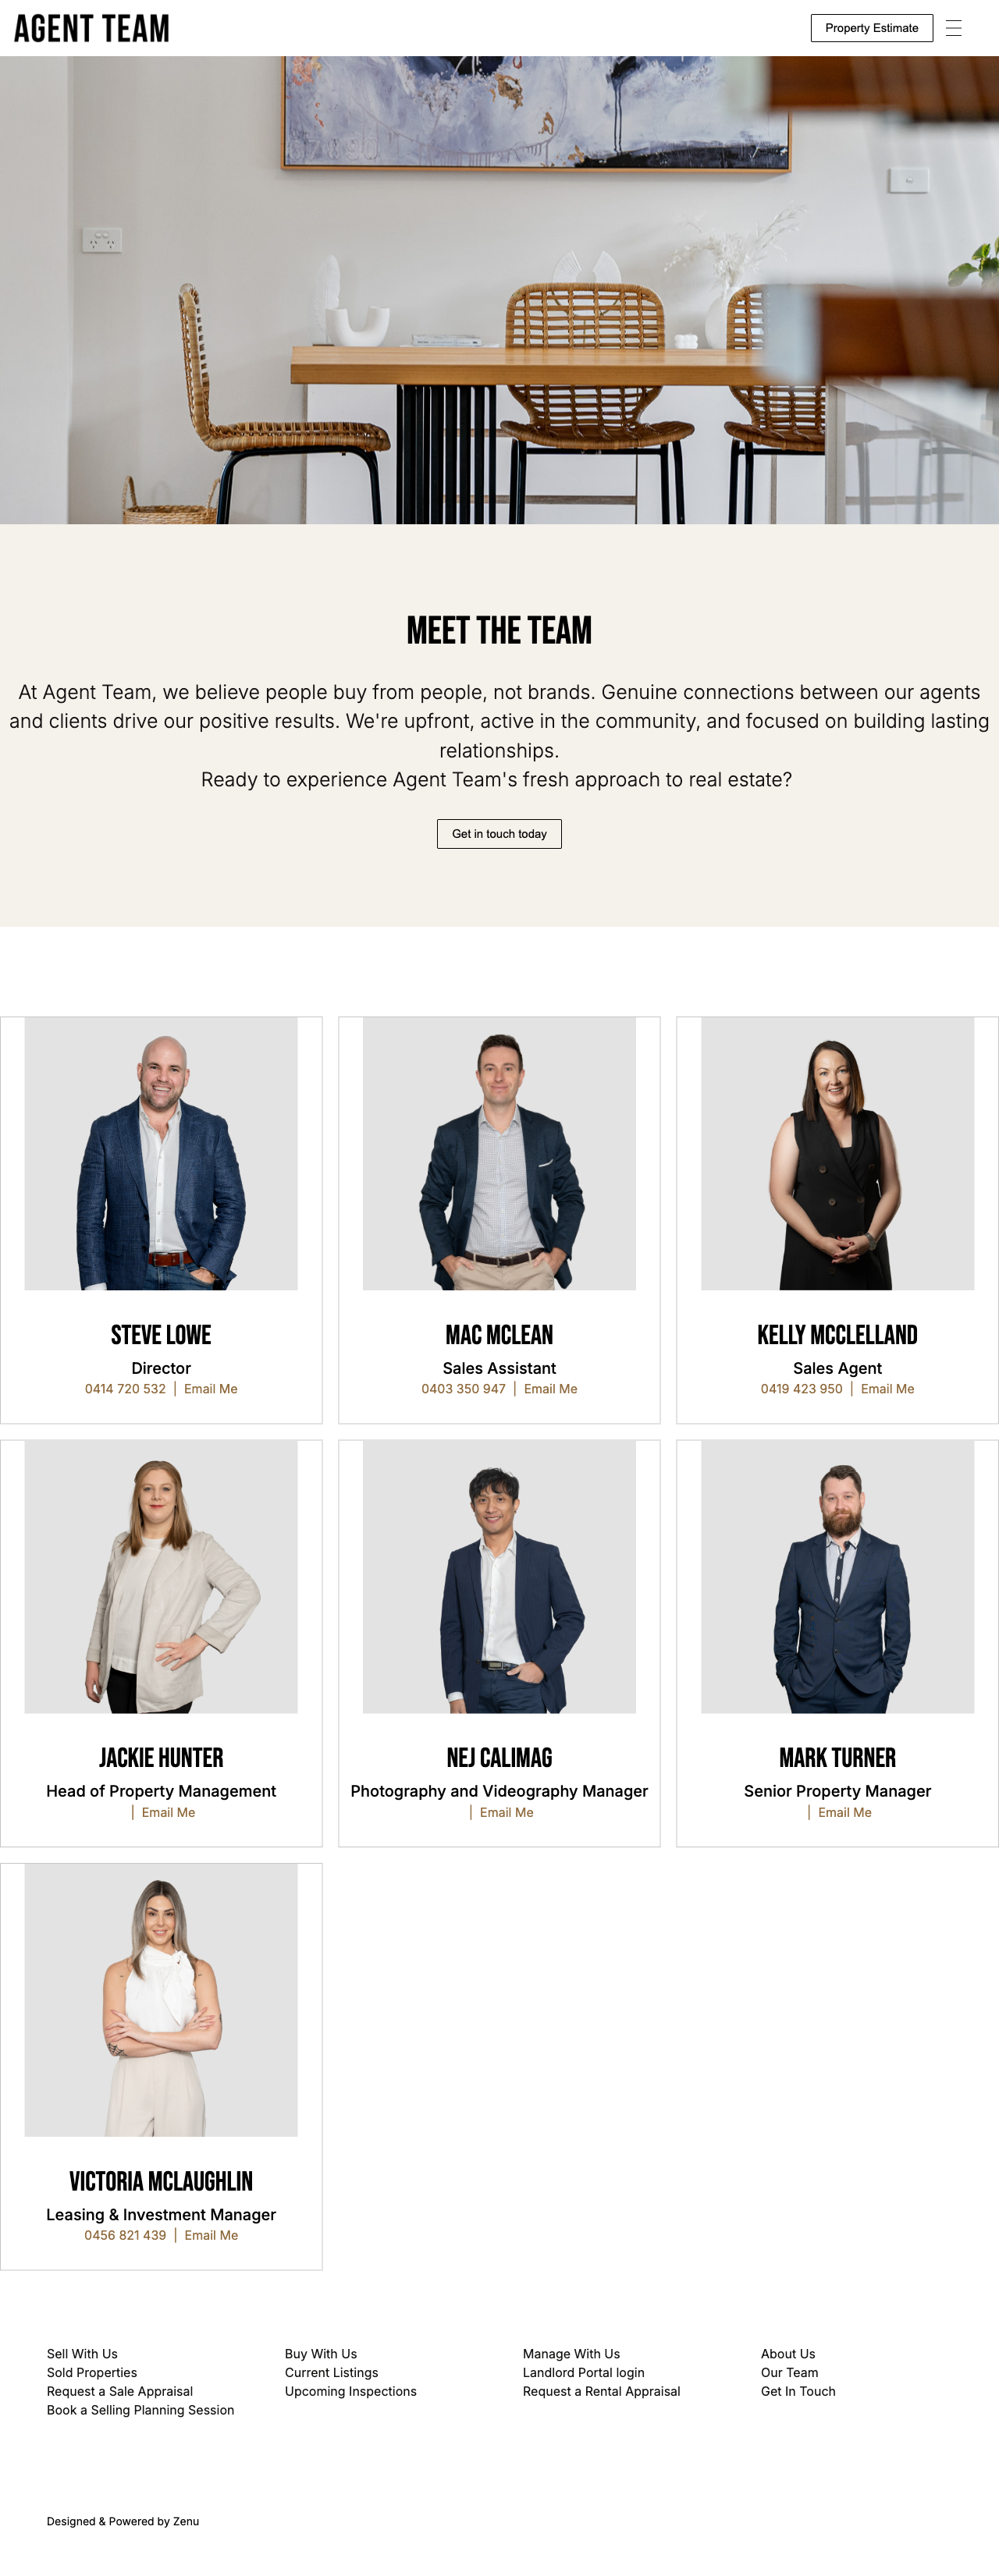 AGENT TEAM
Property Estimate
MEET THE TEAM
At Agent Team, we believe people buy from people, not brands. Genuine connections between our agents
and clients drive our positive results. We're upfront, active in the community, and focused on building lasting
relationships.
Ready to experience Agent Team's fresh approach to real estate?
Get in touch today
STEVE LOWE
Director
0414 720 532 | Email Me
MAC MCLEAN
Sales Assistant
0403 350 947 | Email Me
KELLY MCCLELLAND
Sales Agent
0419 423 950 | Email Me
JACKIE HUNTER
Head of Property Management
| Email Me
NEJ CALIMAG
Photography and Videography Manager
| Email Me
MARK TURNER
Senior Property Manager
| Email Me
VICTORIA MCLAUGHLIN
Leasing & Investment Manager
0456 821 439 | Email Me
Sell With Us
Sold Properties
Request a Sale Appraisal
Book a Selling Planning Session
Buy With Us
Current Listings
Upcoming Inspections
Manage With Us
Landlord Portal login
Request a Rental Appraisal
About Us
Our Team
Get In Touch
Designed & Powered by Zenu